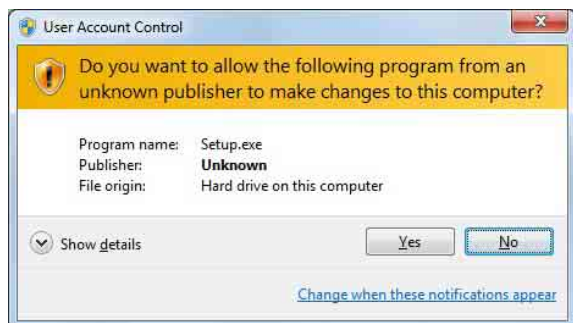 User Account Control
Do you want to allow the following program from an
unknown publisher to make changes to this computer?
Program name: Setup.exe
Publisher: Unknown
File origin: Hard drive on this computer
Show details Yes No
Change when these notifications appear